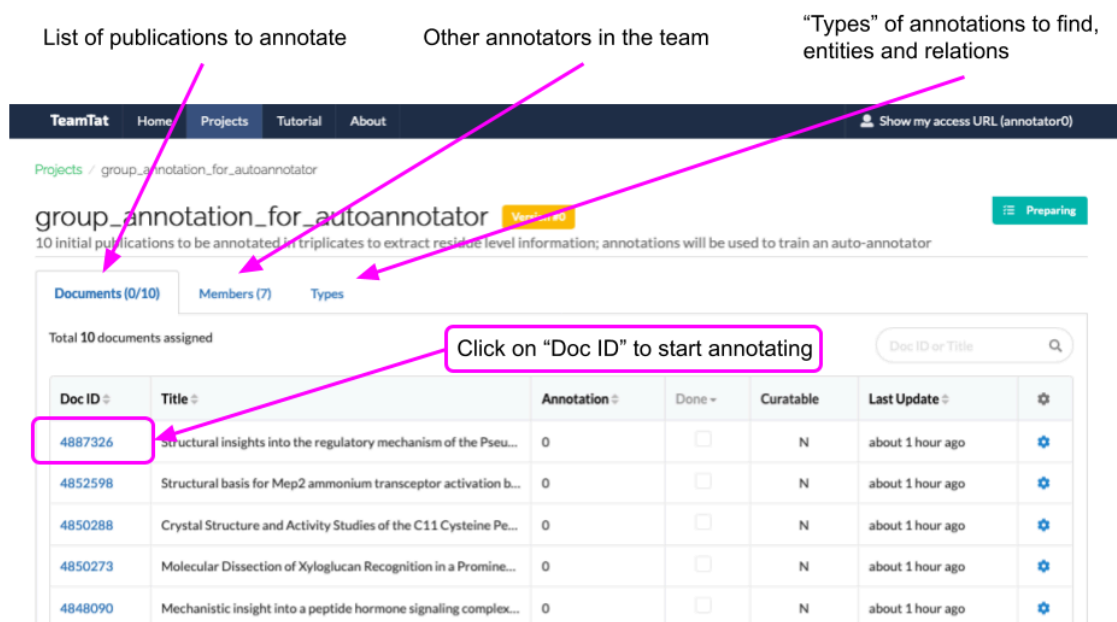 List of publications to annotate
Other annotators in the team
“Types” of annotations to find,
entities and relations
TeamTat Home Projects Tutorial About Show my access URL (annotator0)
Projects / group_annotation_for_autoannotator
group_annotation_for_autoannotator Version #0 Preparing
10 initial publications to be annotated in triplicates to extract residue level information; annotations will be used to train an auto-annotator
Documents (0/10) Members (7) Types
Total 10 documents assigned
Click on “Doc ID” to start annotating
Doc ID or Title
Doc ID Title Annotation Done Curatable Last Update
4887326 Structural insights into the regulatory mechanism of the Pseu... 0 N about 1 hour ago
4852598 Structural basis for Mep2 ammonium transceptor activation b... 0 N about 1 hour ago
4850288 Crystal Structure and Activity Studies of the C11 Cysteine Pe... 0 N about 1 hour ago
4850273 Molecular Dissection of Xyloglucan Recognition in a Promine... 0 N about 1 hour ago
4848090 Mechanistic insight into a peptide hormone signaling complex... 0 N about 1 hour ago